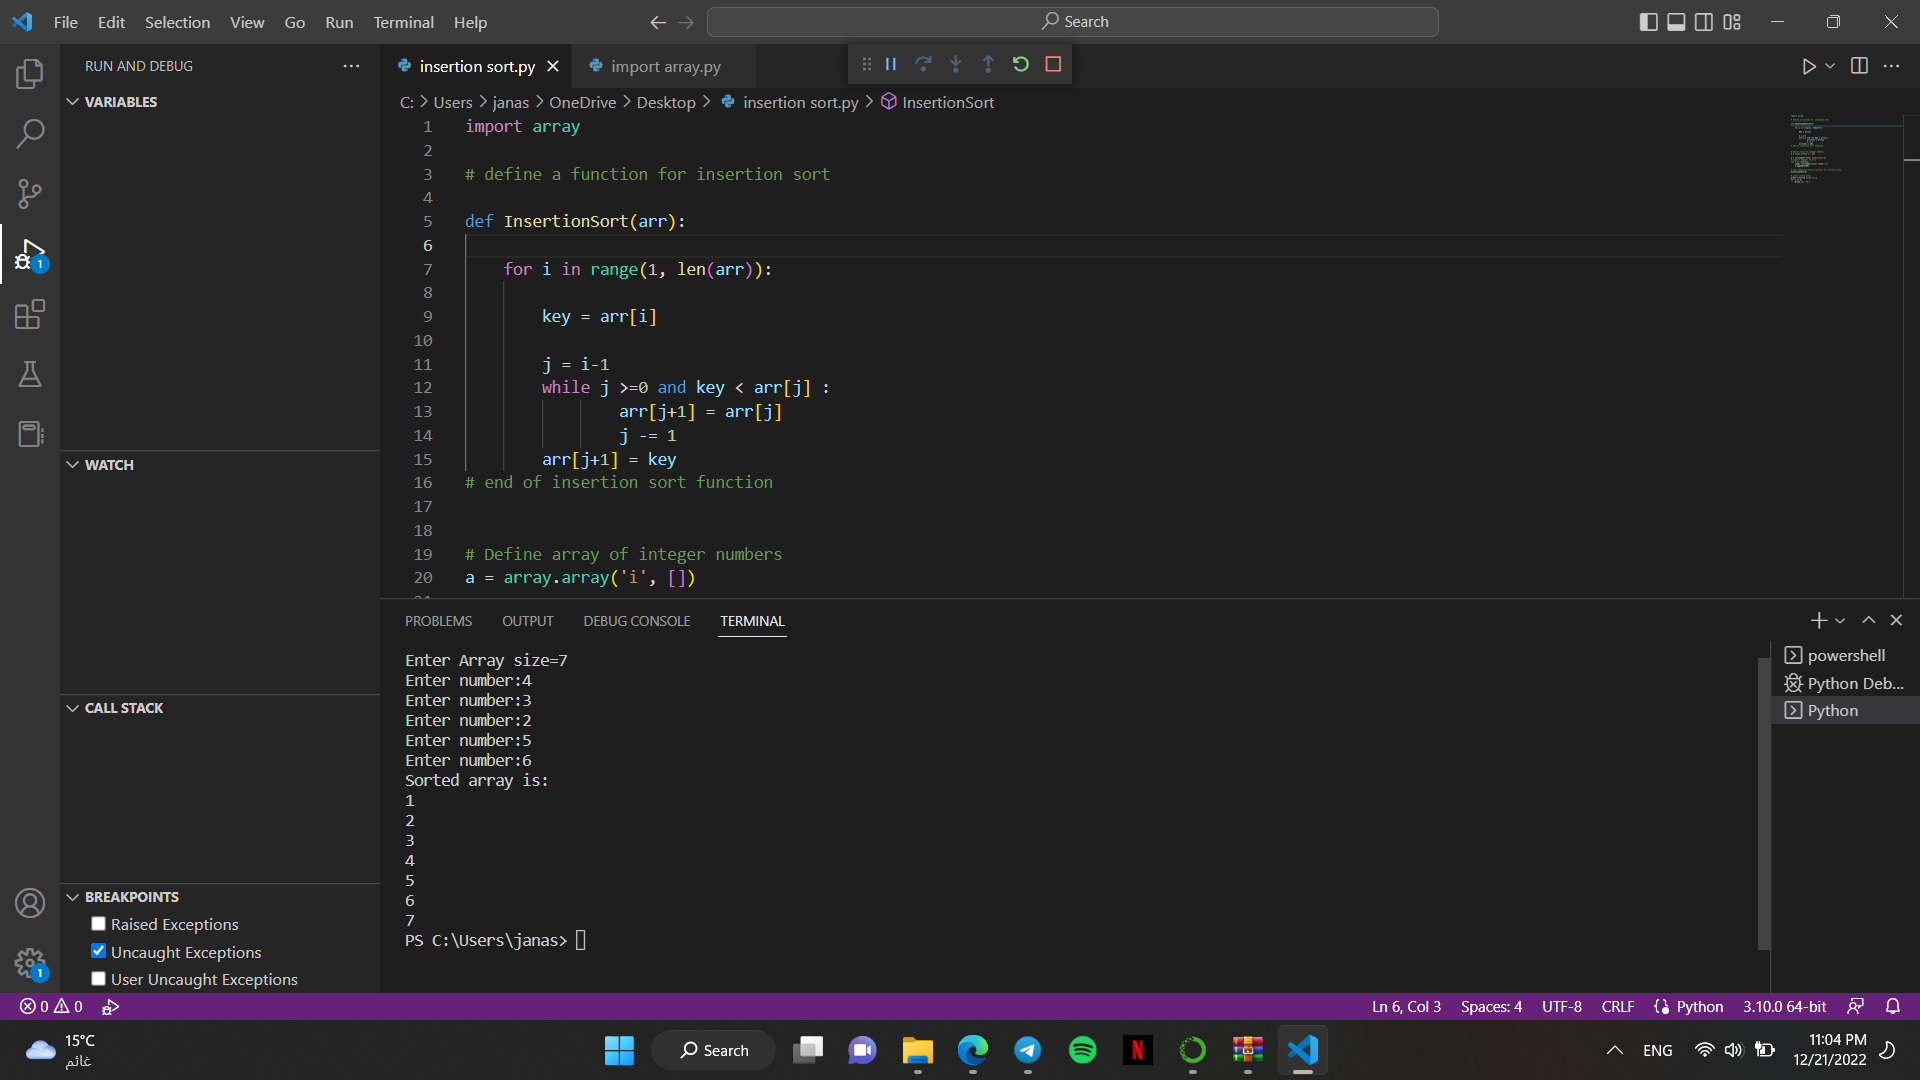 File Edit Selection View Go Run Terminal Help
Search
RUN AND DEBUG
insertion sort.py
import array.py
VARIABLES
C: > Users > janas > OneDrive > Desktop > insertion sort.py > InsertionSort
1 import array
2
3 # define a function for insertion sort
4
5 def InsertionSort(arr):
6
7 for i in range(1, len(arr)):
8
9 key = arr[i]
10
11 j = i-1
12 while j >=0 and key < arr[j] :
13 arr[j+1] = arr[j]
14 j -= 1
15 arr[j+1] = key
16 # end of insertion sort function
17
18
19 # Define array of integer numbers
20 a = array.array('i', [])
WATCH
CALL STACK
BREAKPOINTS
Raised Exceptions
Uncaught Exceptions
User Uncaught Exceptions
1
1
PROBLEMS OUTPUT DEBUG CONSOLE TERMINAL
Enter Array size=7
Enter number:4
Enter number:3
Enter number:2
Enter number:5
Enter number:6
Sorted array is:
1
2
3
4
5
6
7
PS C:\Users\janas>
powershell
Python Deb...
Python
0 0
Ln 6, Col 3 Spaces: 4 UTF-8 CRLF Python 3.10.0 64-bit
15°C
غائم
Search
N
ENG
11:04 PM
12/21/2022